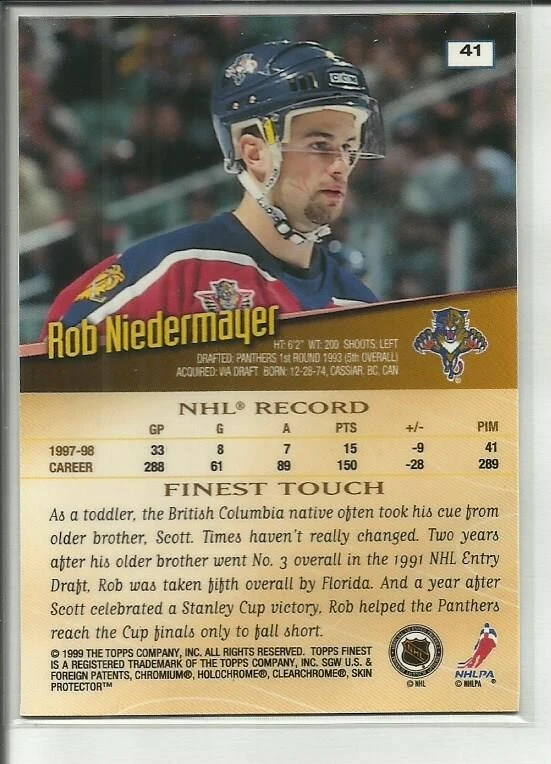 41
CCM
Rob Niedermayer
HT: 6'2" WT: 200 SHOOTS: LEFT
DRAFTED: PANTHERS 1st ROUND 1993 (5th OVERALL)
ACQUIRED: VIA DRAFT BORN: 12-28-74, CASSIAR, BC, CAN
NHL® RECORD
GP G A PTS +/- PIM
1997-98 33 8 7 15 -9 41
CAREER 288 61 89 150 -28 289
FINEST TOUCH
As a toddler, the British Columbia native often took his cue from
older brother, Scott. Times haven't really changed. Two years
after his older brother went No. 3 overall in the 1991 NHL Entry
Draft, Rob was taken fifth overall by Florida. And a year after
Scott celebrated a Stanley Cup victory, Rob helped the Panthers
reach the Cup finals only to fall short.
© 1999 THE TOPPS COMPANY, INC. ALL RIGHTS RESERVED. TOPPS FINEST
IS A REGISTERED TRADEMARK OF THE TOPPS COMPANY, INC. SGW U.S. &
FOREIGN PATENTS, CHROMIUM®, HOLOCHROME®, CLEARCHROME®, SKIN
PROTECTOR™
NHL
© NHL
NHLPA
© NHLPA